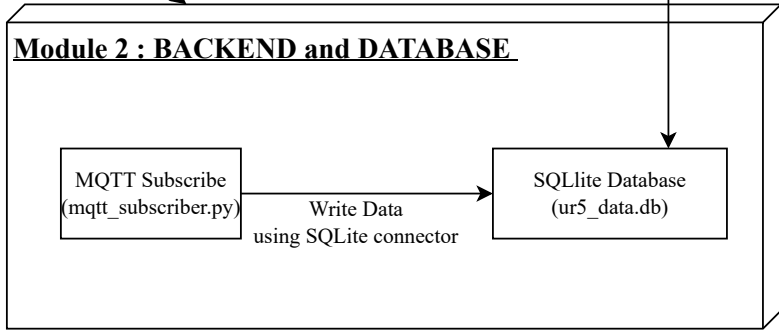 Module 2 : BACKEND and DATABASE
MQTT Subscribe
(mqtt_subscriber.py)
Write Data
using SQLite connector
SQLlite Database
(ur5_data.db)